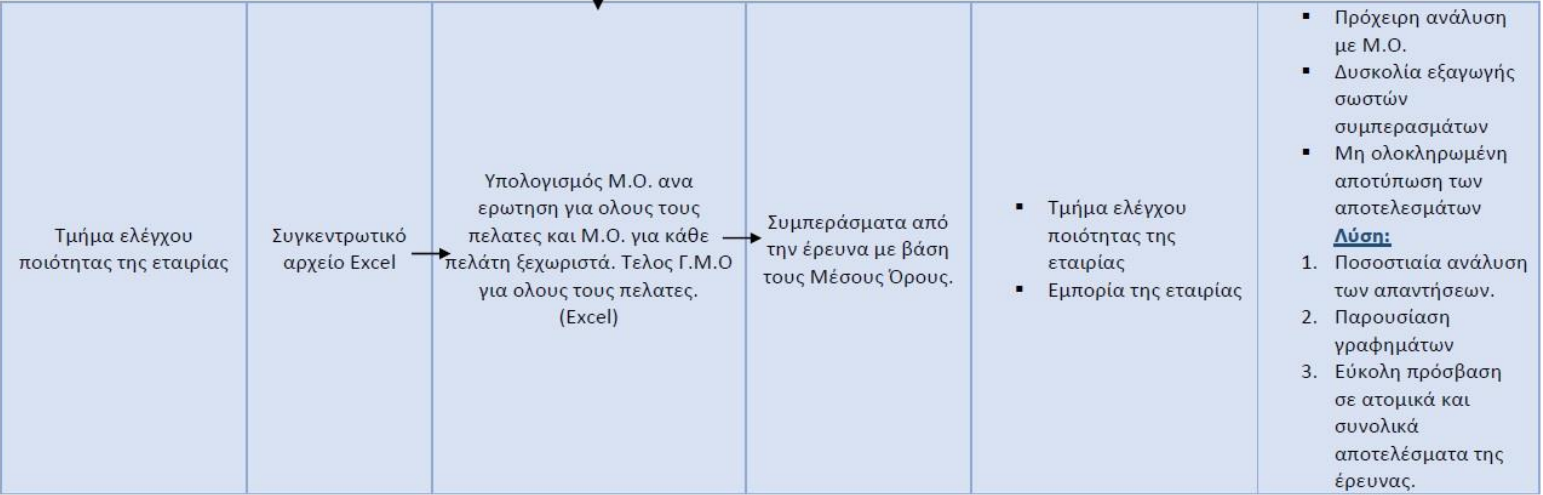 Τμήμα ελέγχου
ποιότητας της εταιρίας
Συγκεντρωτικό
αρχείο Excel
Υπολογισμός Μ.Ο. ανα
ερωτηση για ολους τους
πελατες και Μ.Ο. για κάθε
πελάτη ξεχωριστά. Τελος Γ.Μ.Ο
για ολους τους πελατες.
(Excel)
Συμπεράσματα από
την έρευνα με βάση
τους Μέσους Όρους.
▪ Τμήμα ελέγχου
ποιότητας της
εταιρίας
▪ Εμπορία της εταιρίας
▪ Πρόχειρη ανάλυση
με Μ.Ο.
▪ Δυσκολία εξαγωγής
σωστών
συμπερασμάτων
▪ Μη ολοκληρωμένη
αποτύπωση των
αποτελεσμάτων
Λύση:
1. Ποσοστιαία ανάλυση
των απαντήσεων.
2. Παρουσίαση
γραφημάτων
3. Εύκολη πρόσβαση
σε ατομικά και
συνολικά
αποτελέσματα της
έρευνας.